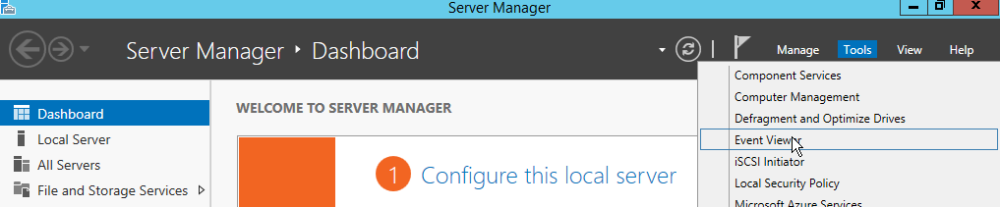 Server Manager
Server Manager ‣ Dashboard
Manage Tools View Help
Dashboard
Local Server
All Servers
File and Storage Services
WELCOME TO SERVER MANAGER
1 Configure this local server
Component Services
Computer Management
Defragment and Optimize Drives
Event Viewer
iSCSI Initiator
Local Security Policy
Microsoft Azure Services